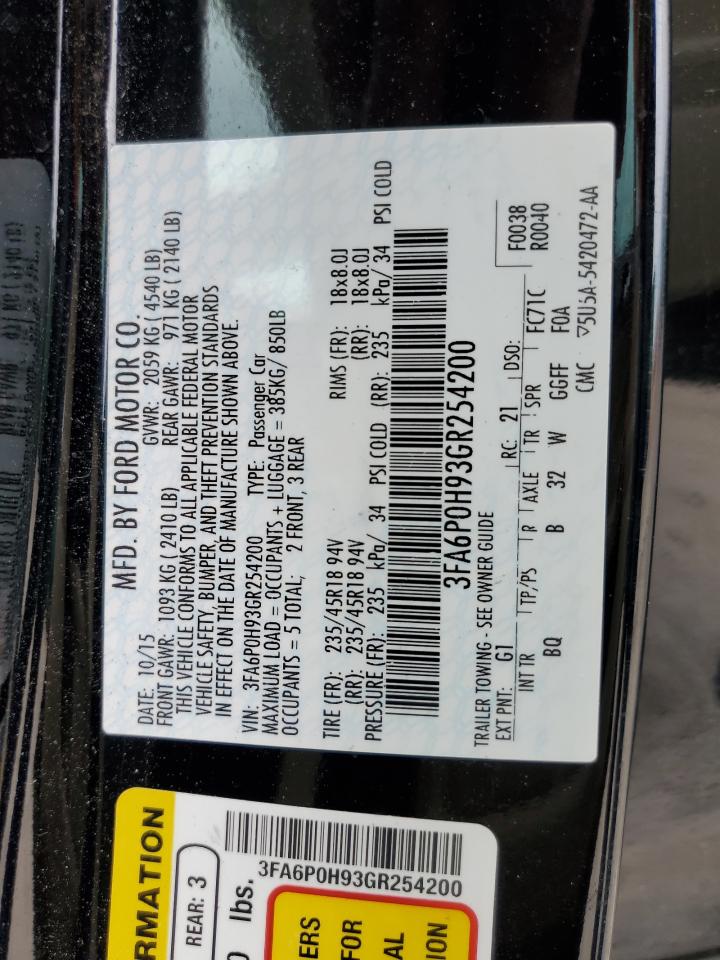 MFD. BY FORD MOTOR CO.
DATE: 10/15 GVWR: 2059 KG ( 4540 LB)
FRONT GAWR: 1093 KG ( 2410 LB) REAR GAWR: 971 KG ( 2140 LB)
THIS VEHICLE CONFORMS TO ALL APPLICABLE FEDERAL MOTOR
VEHICLE SAFETY, BUMPER, AND THEFT PREVENTION STANDARDS
IN EFFECT ON THE DATE OF MANUFACTURE SHOWN ABOVE.
VIN: 3FA6P0H93GR254200 TYPE: Passenger Car
MAXIMUM LOAD = OCCUPANTS + LUGGAGE = 385KG/ 850LB
OCCUPANTS = 5 TOTAL; 2 FRONT, 3 REAR
TIRE (FR): 235/45R18 94V RIMS (FR): 18x8.0J
(RR): 235/45R18 94V (RR): 18x8.0J
PRESSURE (FR): 235 kPa/ 34 PSI COLD (RR): 235 kPa/ 34 PSI COLD
3FA6P0H93GR254200
TRAILER TOWING - SEE OWNER GUIDE
EXT PNT: G1 RC: 21 DSO: F0038
R0040
INT TR TP/PS R AXLE TR SPR FC71C
BQ B 32 W GGFF F0A
CMC ▽5U5A-5420472-AA
RMATION
REAR: 3
lbs.
3FA6P0H93GR254200
ERS
FOR
AL
ION